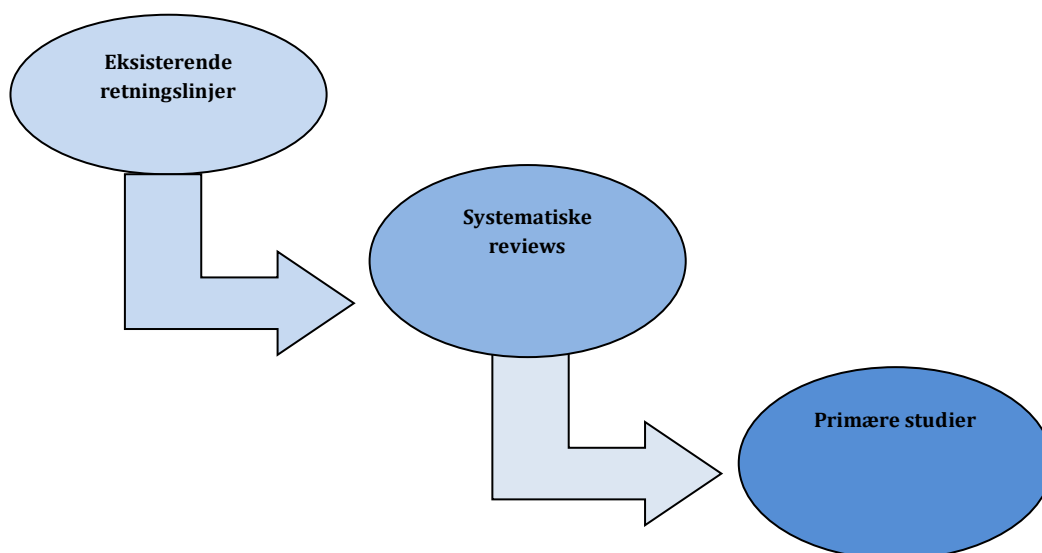 Eksisterende
retningslinjer
Systematiske
reviews
Primære studier